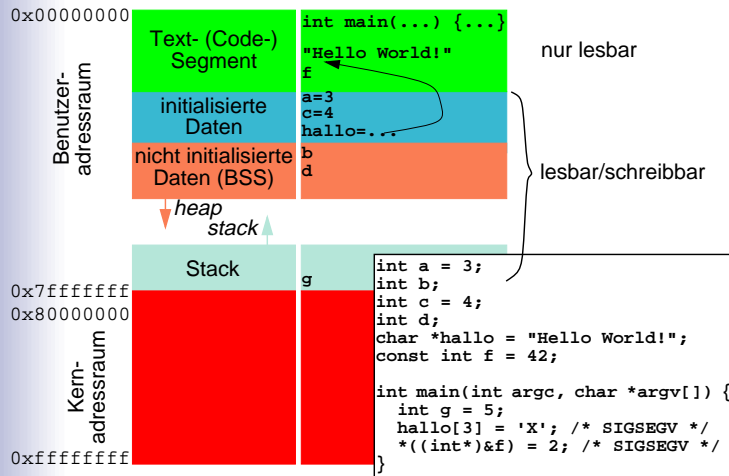 0x00000000
Benutzer-
adressraum
Text- (Code-)
Segment
int main(...) {...}
"Hello World!"
f
nur lesbar
initialisierte
Daten
a=3
c=4
hallo=...
nicht initialisierte
Daten (BSS)
b
d
lesbar/schreibbar
heap
stack
Stack
g
0x7fffffff
0x80000000
Kern-
adressraum
0xffffffff
int a = 3;
int b;
int c = 4;
int d;
char *hallo = "Hello World!";
const int f = 42;
int main(int argc, char *argv[]) {
  int g = 5;
  hallo[3] = 'X'; /* SIGSEGV */
  *((int*)&f) = 2; /* SIGSEGV */
}